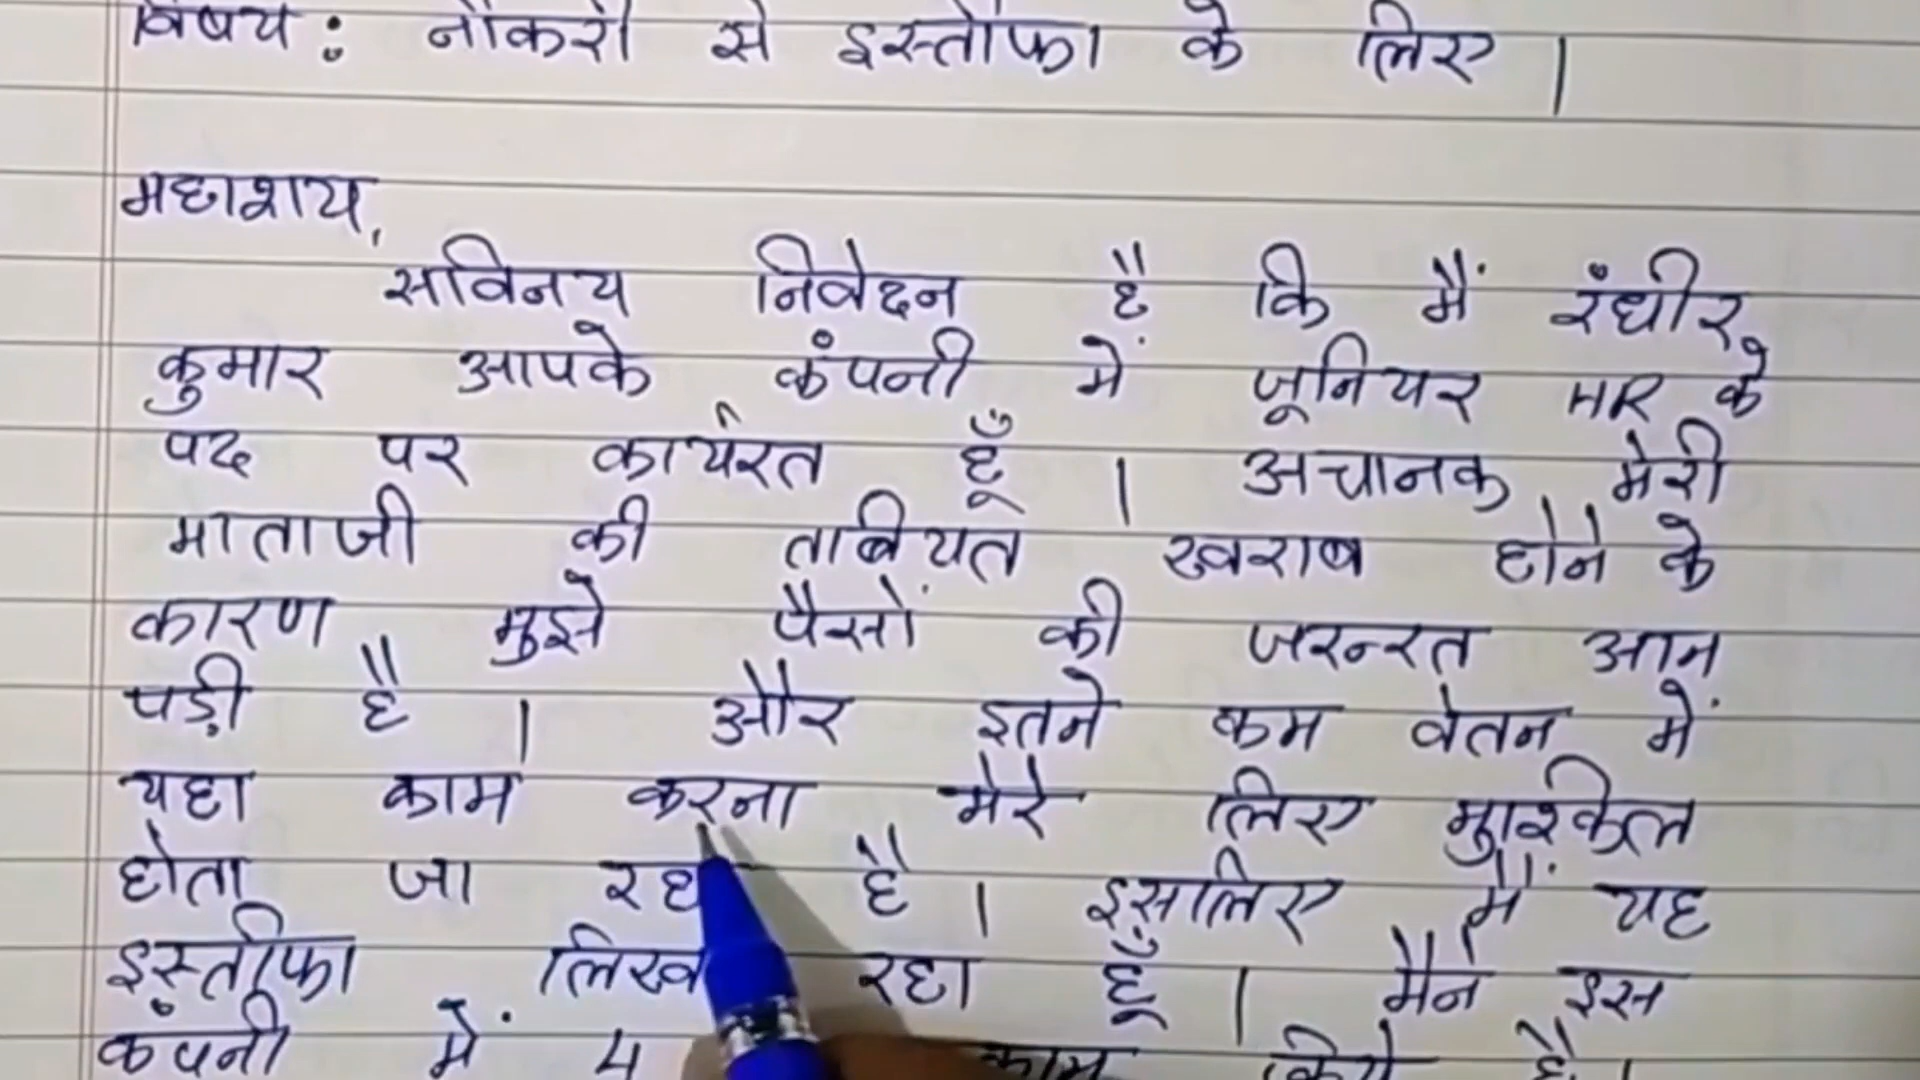 विषय : नौकरी से इस्तीफा के लिए ।
महाशय,
सविनय निवेदन है कि मैं रंधीर
कुमार आपके कंपनी में जूनियर HR के
पद पर कार्यरत हूँ । अचानक मेरी
माताजी की ताबियत खराब होने के
कारण मुझे पैसों की जरुरत आन
पड़ी है । और इतने कम वेतन में
यहा काम करना मेरे लिए मुश्किल
होता जा रहा है । इसलिए मैं यह
इस्तीफा लिख रहा हूँ । मैने इस
कंपनी में 4 काम किये है ।